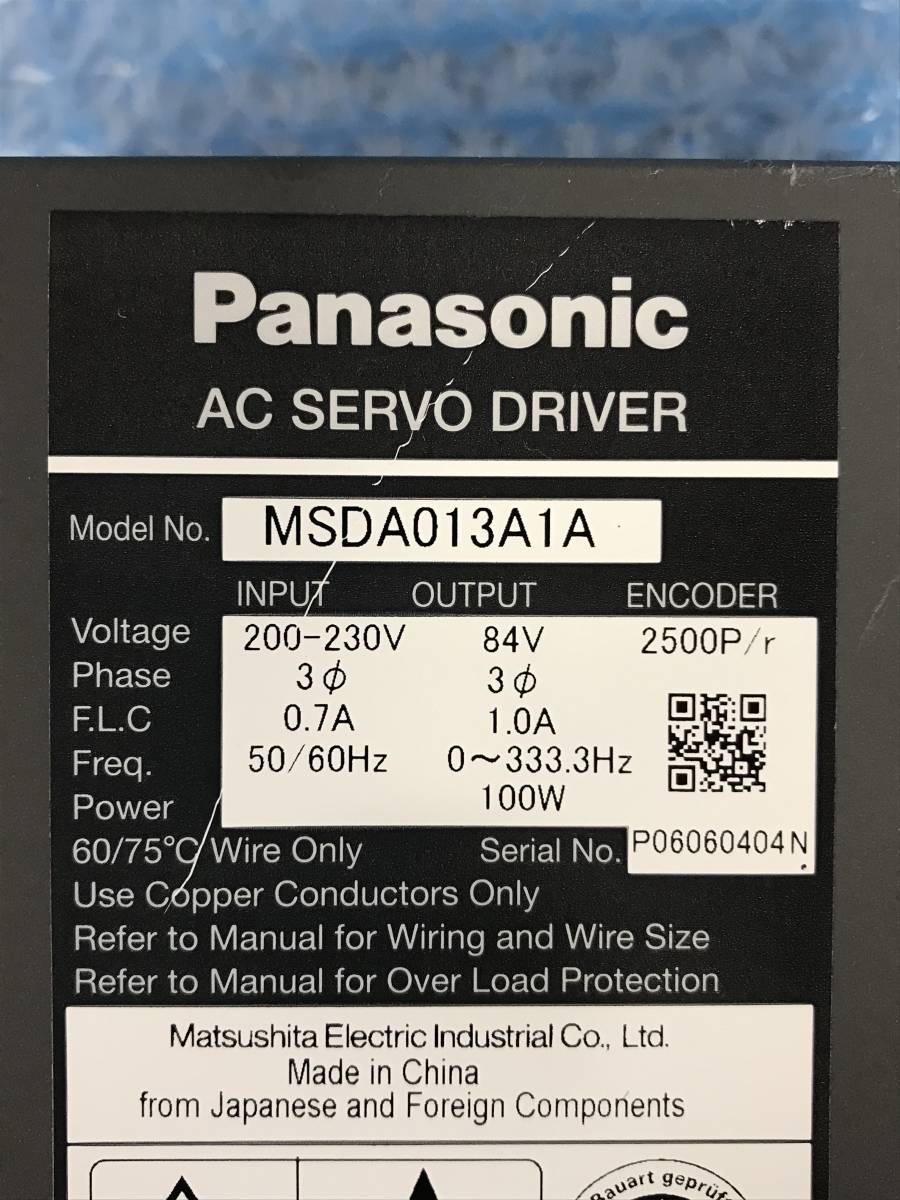 Panasonic
AC SERVO DRIVER
Model No. MSDA013A1A
INPUT OUTPUT ENCODER
Voltage 200-230V 84V 2500P/r
Phase 3ϕ 3ϕ
F.L.C 0.7A 1.0A
Freq. 50/60Hz 0~333.3Hz
Power 100W
60/75°C Wire Only Serial No. P06060404N
Use Copper Conductors Only
Refer to Manual for Wiring and Wire Size
Refer to Manual for Over Load Protection
Matsushita Electric Industrial Co., Ltd.
Made in China
from Japanese and Foreign Components
Bauart geprüf